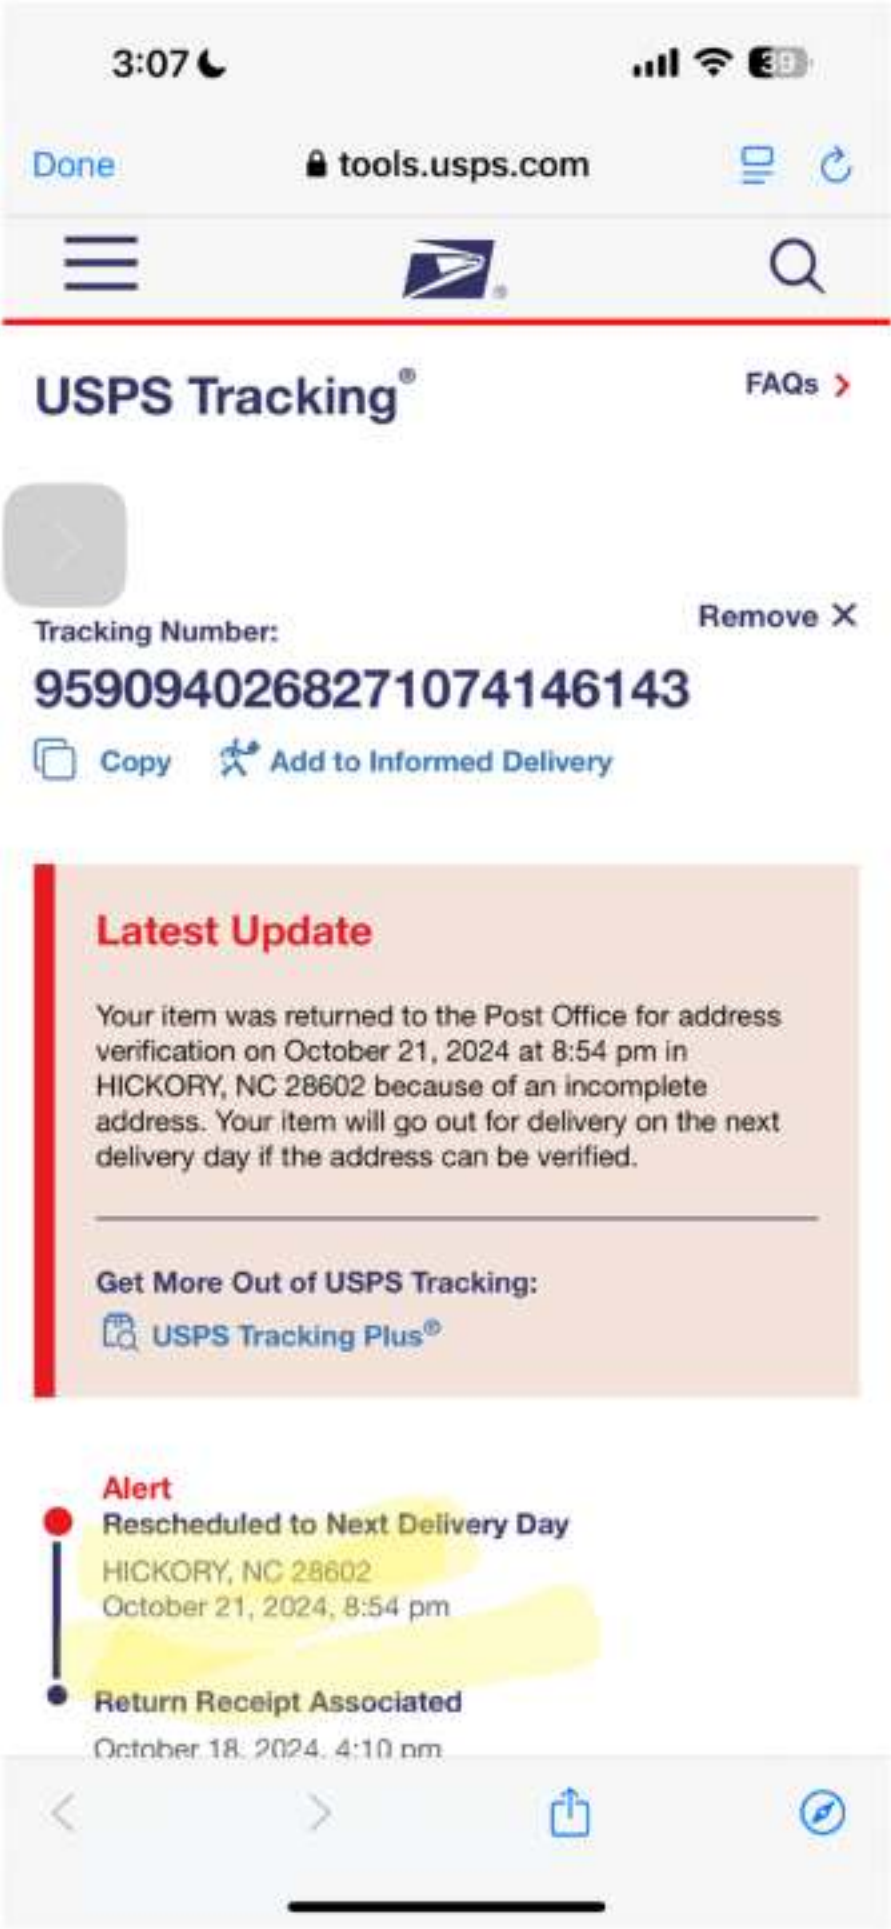 3:07
39
Done
tools.usps.com
USPS Tracking®
FAQs
Remove X
Tracking Number:
9590940268271074146143
Copy
Add to Informed Delivery
Latest Update
Your item was returned to the Post Office for address
verification on October 21, 2024 at 8:54 pm in
HICKORY, NC 28602 because of an incomplete
address. Your item will go out for delivery on the next
delivery day if the address can be verified.
Get More Out of USPS Tracking:
USPS Tracking Plus®
Alert
Rescheduled to Next Delivery Day
HICKORY, NC 28602
October 21, 2024, 8:54 pm
Return Receipt Associated
October 18, 2024, 4:10 pm